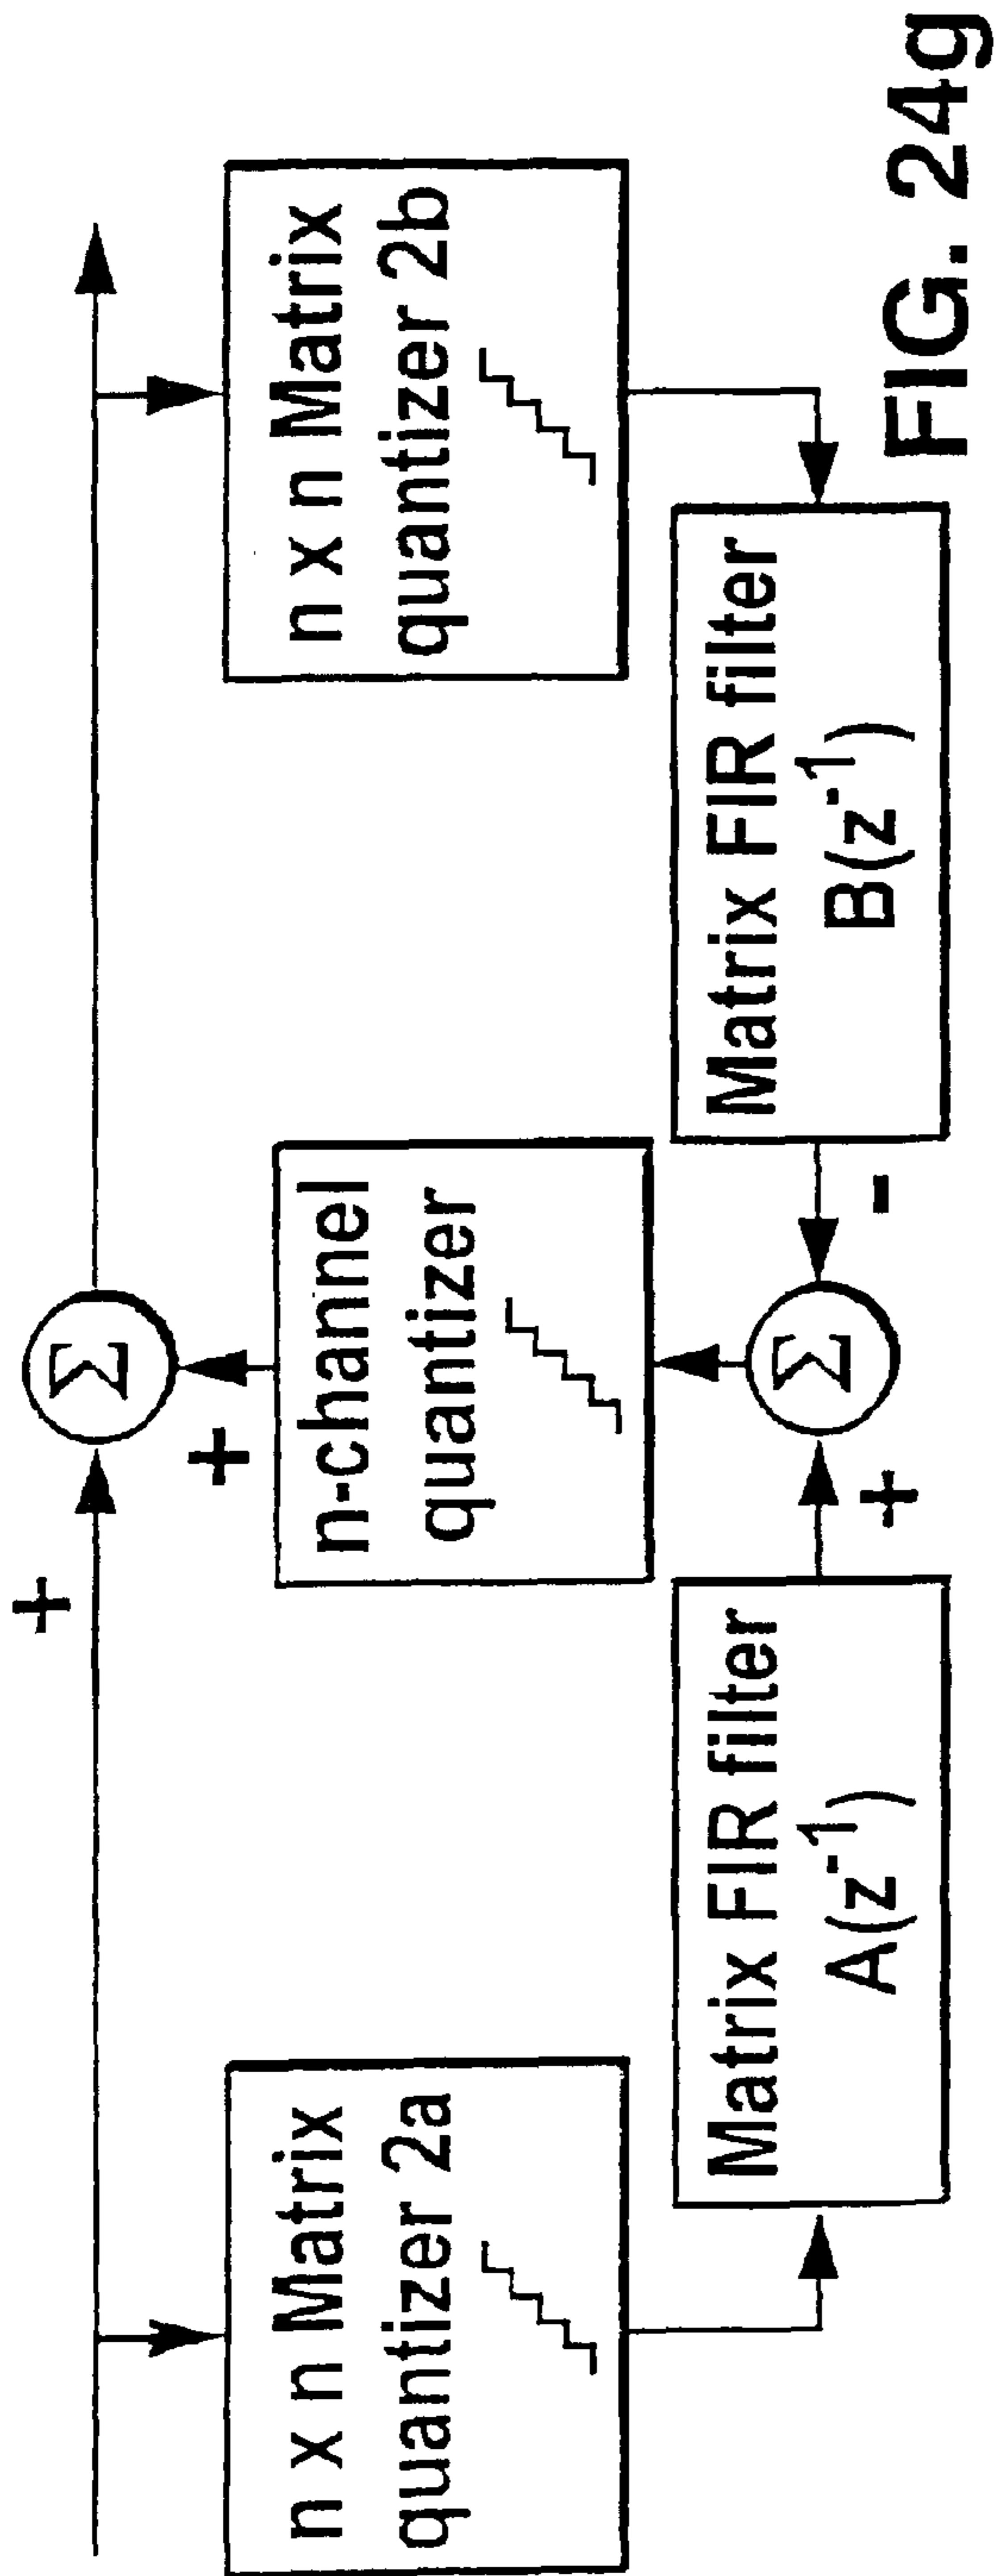 +
Σ
n x n Matrix
quantizer 2a
+
n-channel
quantizer
n x n Matrix
quantizer 2b
Matrix FIR filter
A(z⁻¹)
+
Σ
-
Matrix FIR filter
B(z⁻¹)
FIG. 24g